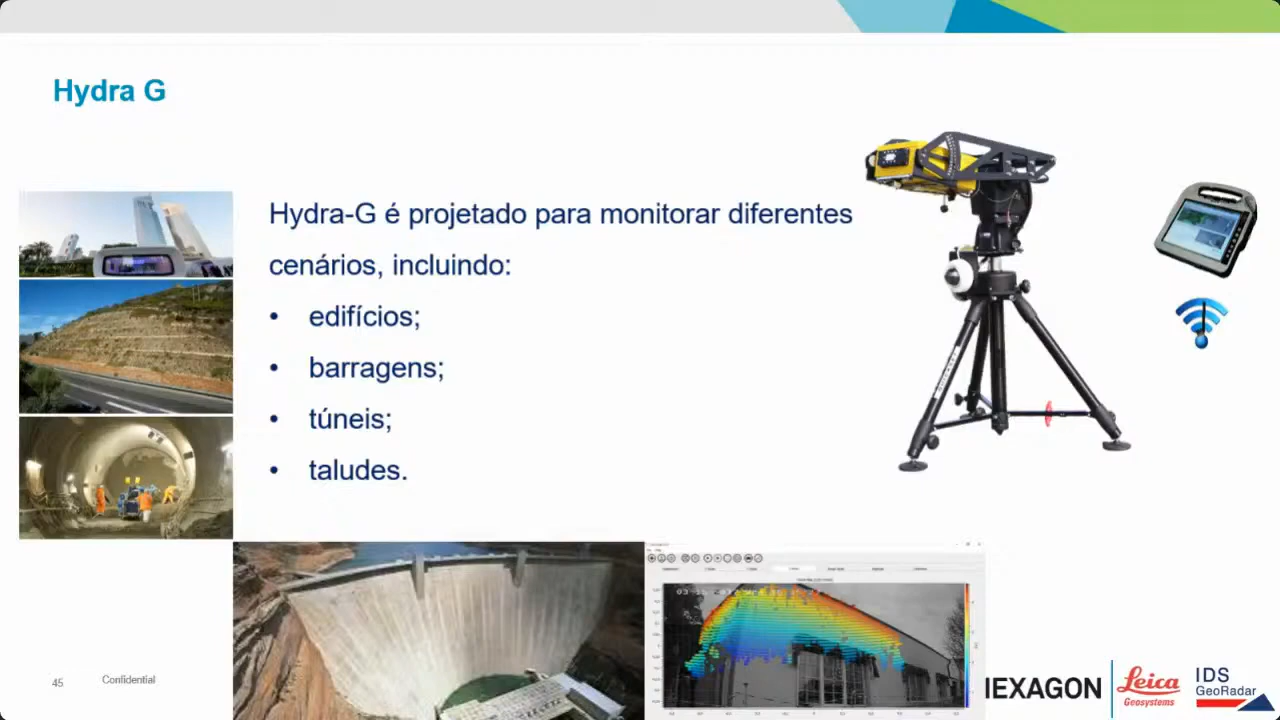 Hydra G
Hydra-G é projetado para monitorar diferentes
cenários, incluindo:
• edifícios;
• barragens;
• túneis;
• taludes.
45
Confidential
HEXAGON
Leica
Geosystems
IDS
GeoRadar